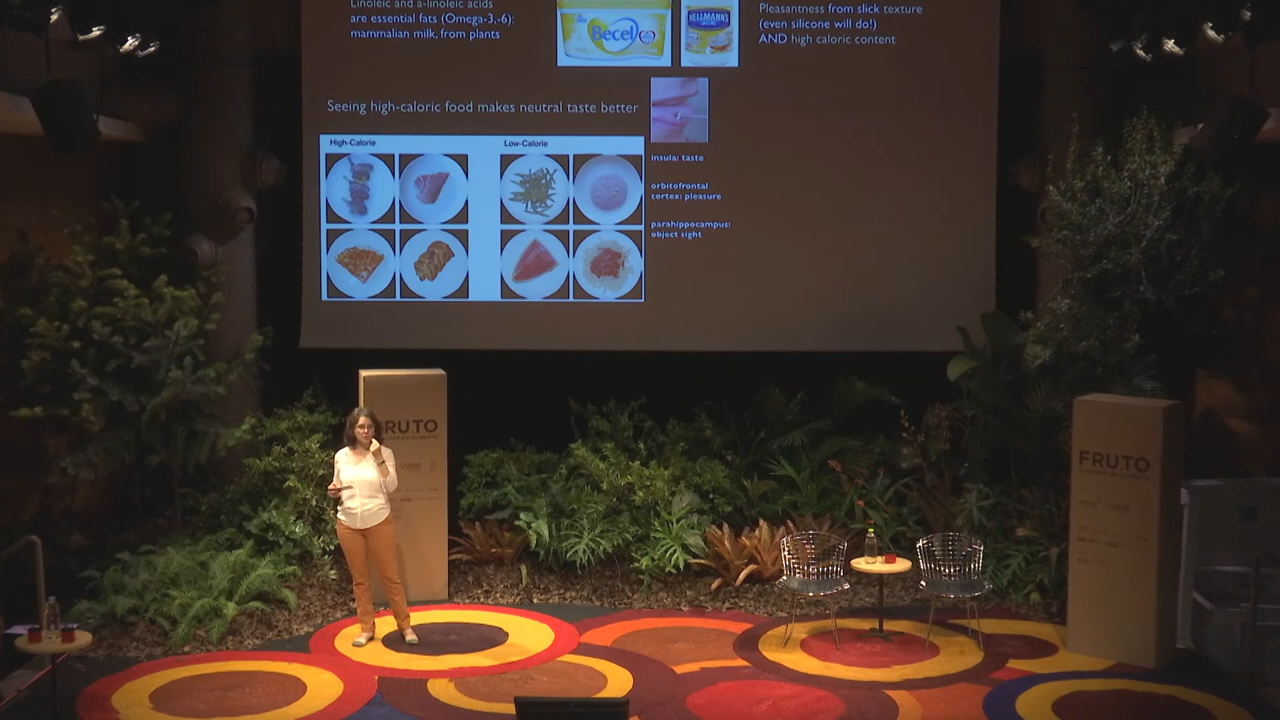 Linoleic and a-linoleic acids
are essential fats (Omega-3,-6):
mammalian milk, from plants
Becel
HELLMANN'S
Pleasantness from slick texture
(even silicone will do!)
AND high caloric content
Seeing high-caloric food makes neutral taste better
High-Calorie
Low-Calorie
insula: taste
orbitofrontal
cortex: pleasure
parahippocampus:
object sight
FRUTO
FRUTO